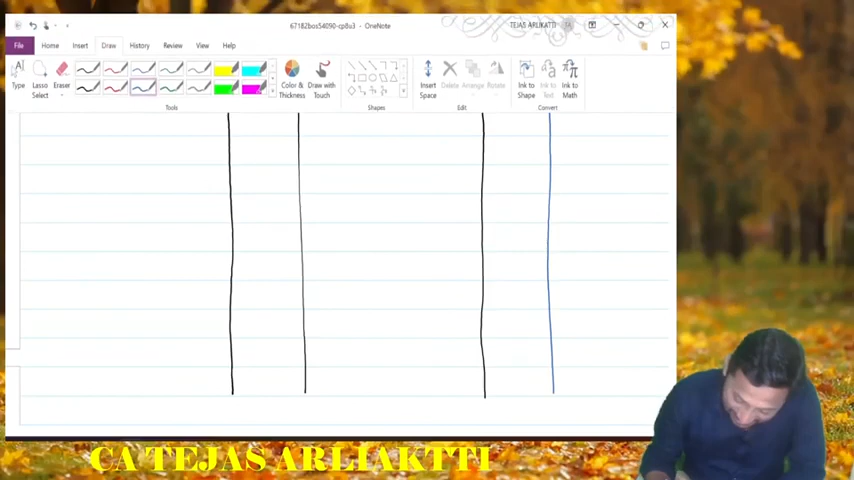 67182bos54090-cp8u3 - OneNote
TEJAS ARLIKATTI
File Home Insert Draw History Review View Help
Type
Lasso Select
Eraser
Color & Thickness
Draw with Touch
Insert Space
Delete
Arrange
Rotate
Ink to Shape
Ink to Text
Ink to Math
Tools
Shapes
Edit
Convert
CA TEJAS ARLIAKTTI